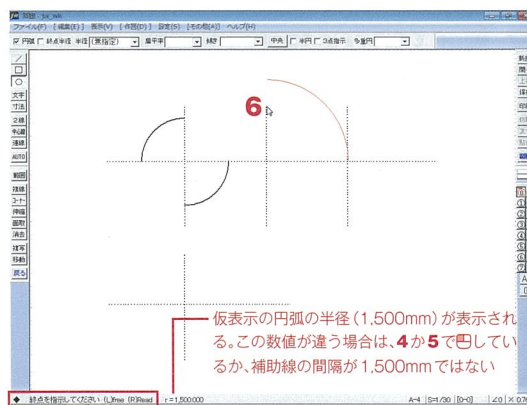 ファイル(F) [編集(E)] 表示(V) [作図(D)] 設定(S) [その他(A)] ヘルプ(H)
円弧 終点半径 半径 (無指定) 扁平率 傾き 中央 半円 3点指示 多重円
文字
寸法
2線
中心線
連線
AUTO
範囲
複線
コーナー
伸縮
面取
消去
複写
移動
戻る
6
仮表示の円弧の半径(1,500mm)が表示され
る。この数値が違う場合は、4か5で右してい
るか、補助線の間隔が1,500mmではない
◆ 終点を指示してください (L)free (R)Read r=1,500.000
A-4 S=1/30 [0-0] ∠0 × 0.7